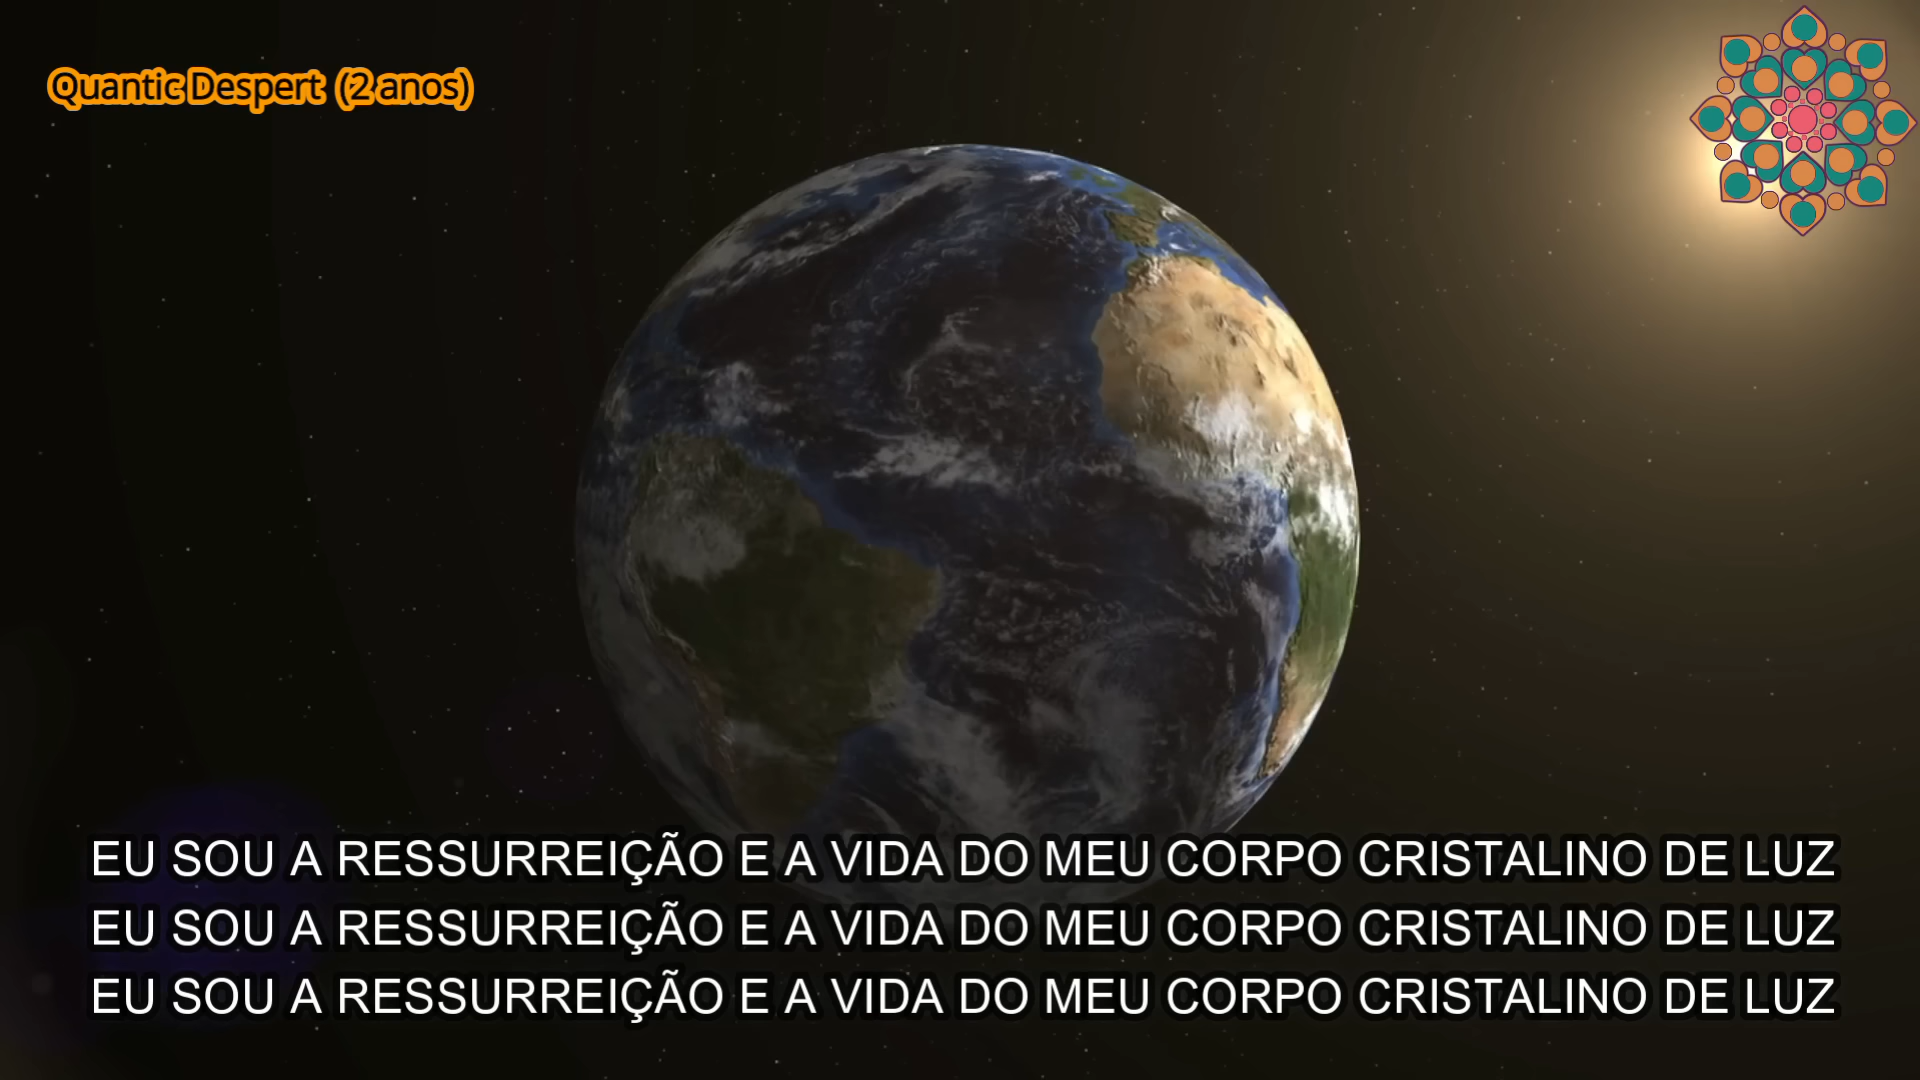 Quantic Despert (2 anos)
EU SOU A RESSURREIÇÃO E A VIDA DO MEU CORPO CRISTALINO DE LUZ
EU SOU A RESSURREIÇÃO E A VIDA DO MEU CORPO CRISTALINO DE LUZ
EU SOU A RESSURREIÇÃO E A VIDA DO MEU CORPO CRISTALINO DE LUZ